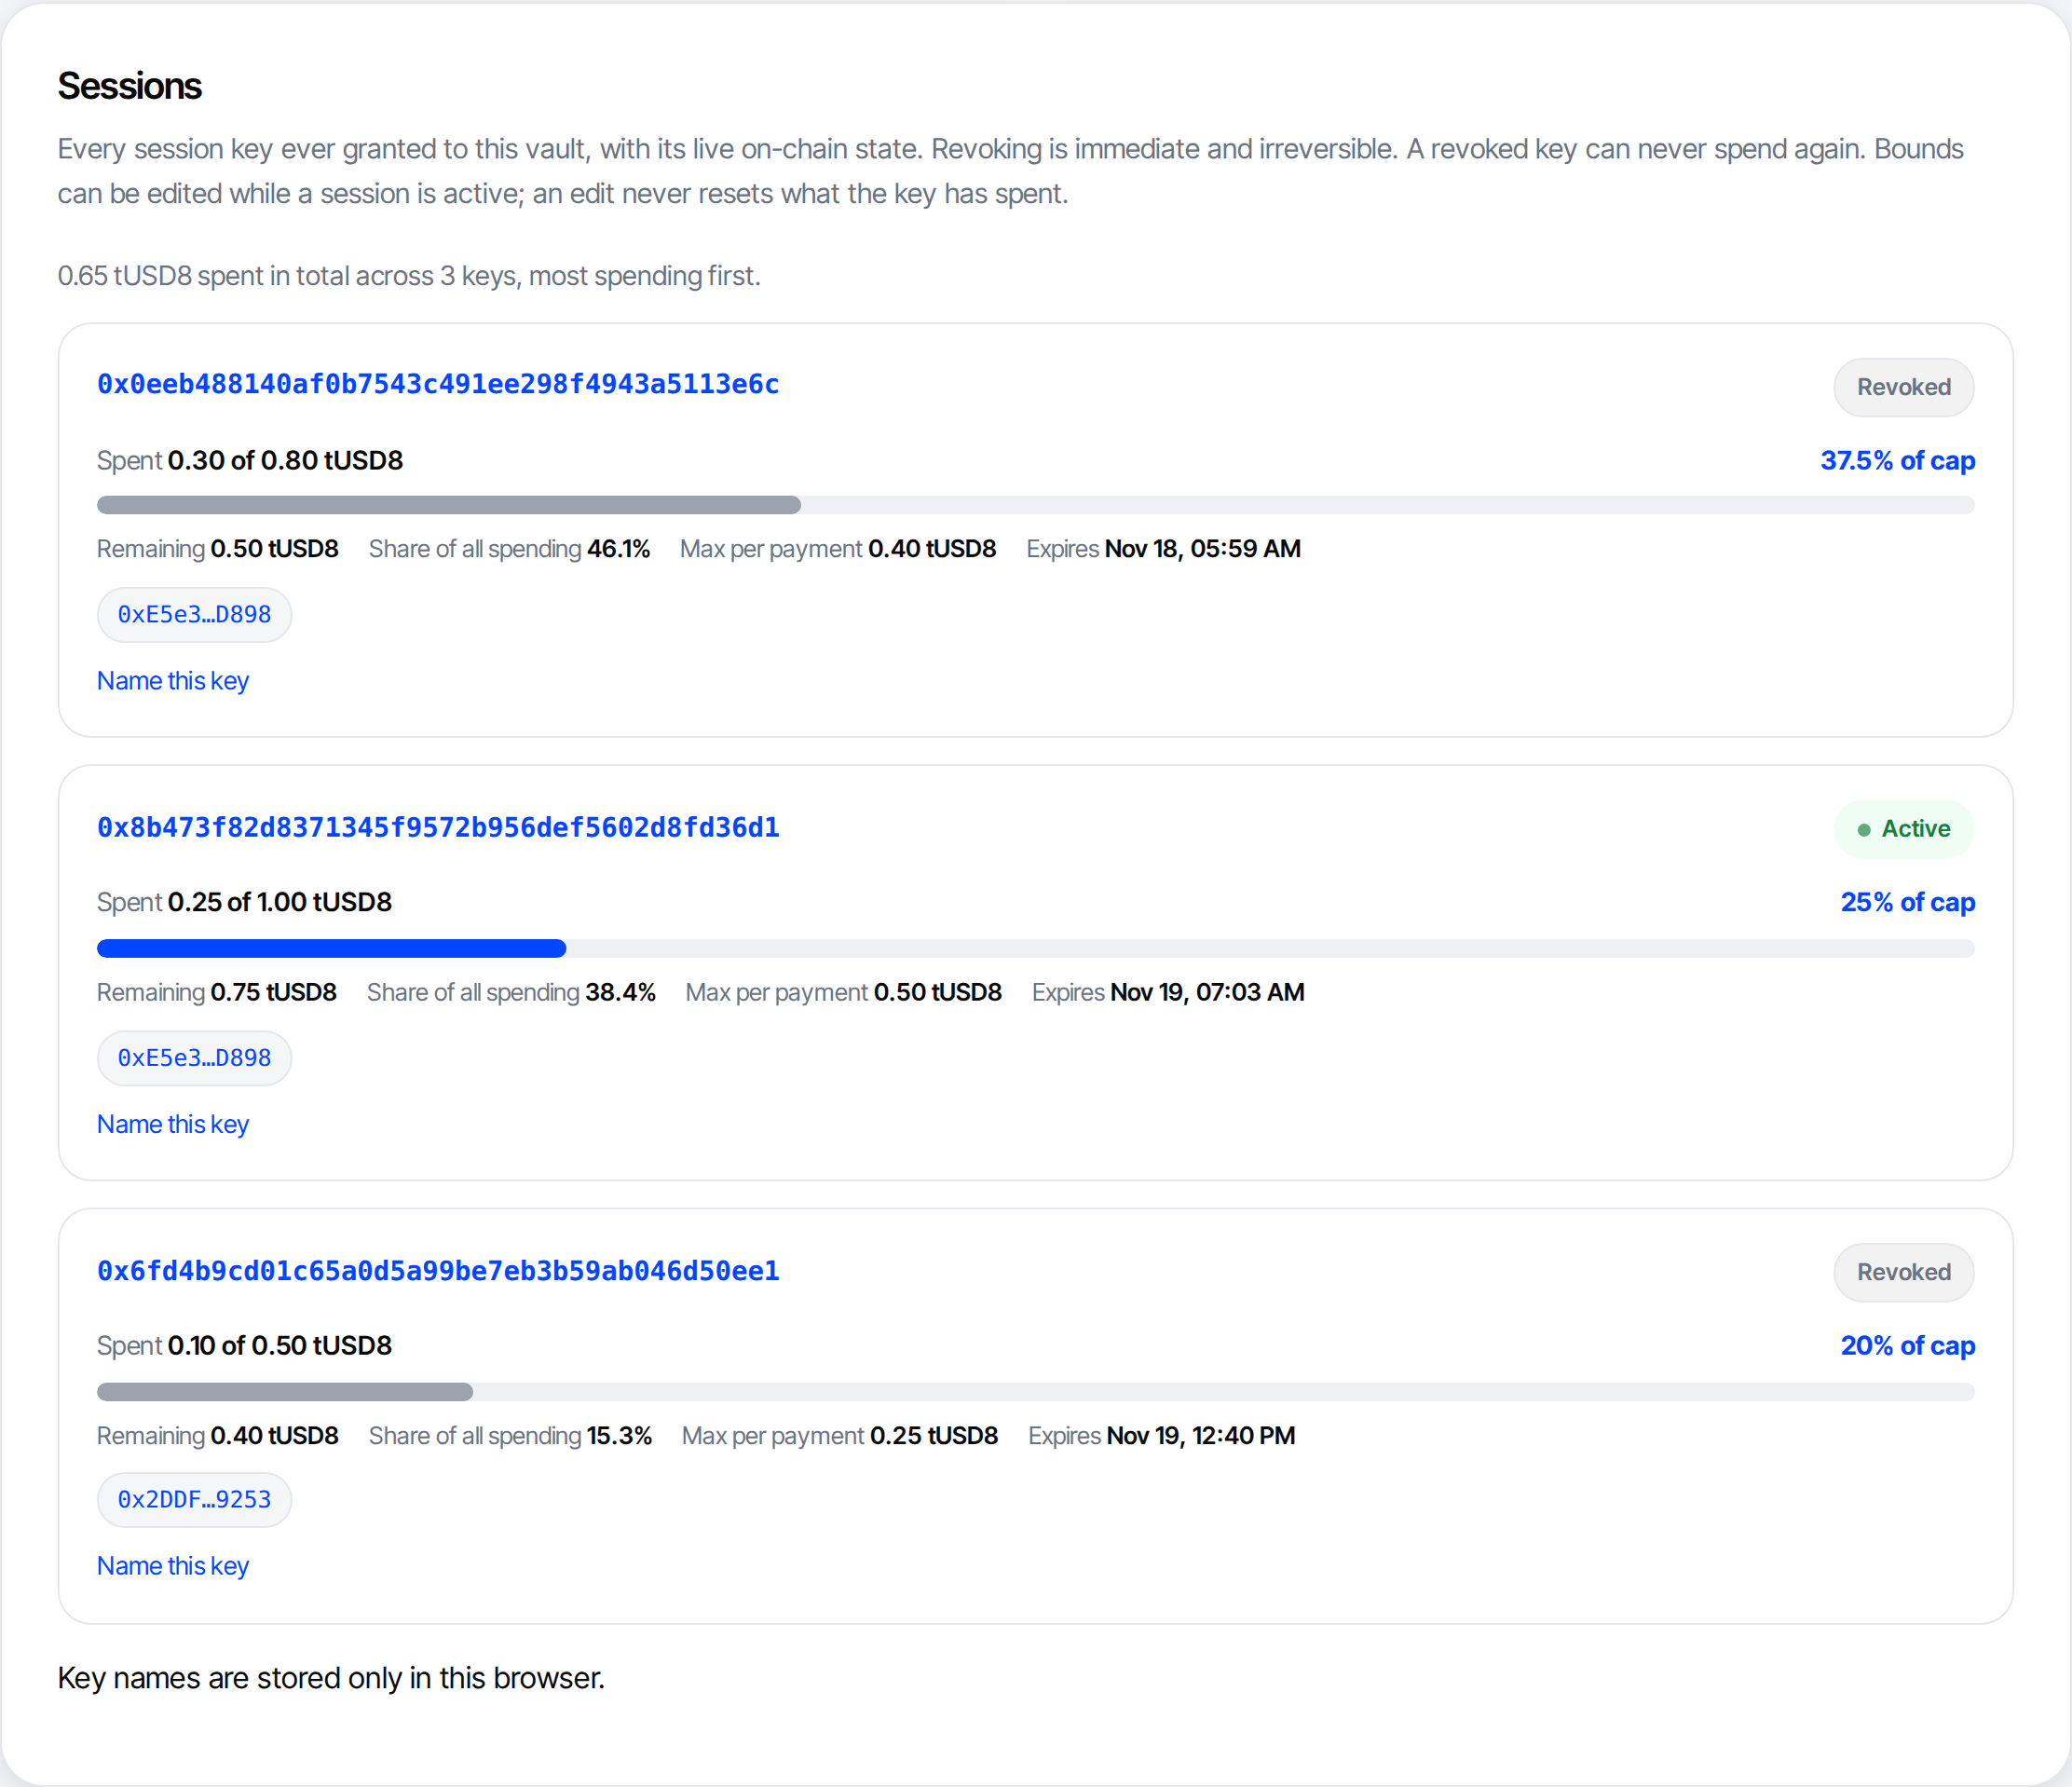 Sessions
Every session key ever granted to this vault, with its live on-chain state. Revoking is immediate and irreversible. A revoked key can never spend again. Bounds
can be edited while a session is active; an edit never resets what the key has spent.
0.65 tUSD8 spent in total across 3 keys, most spending first.
0x0eeb488140af0b7543c491ee298f4943a5113e6c Revoked
Spent 0.30 of 0.80 tUSD8 37.5% of cap
Remaining 0.50 tUSD8 Share of all spending 46.1% Max per payment 0.40 tUSD8 Expires Nov 18, 05:59 AM
0xE5e3…D898
Name this key
0x8b473f82d8371345f9572b956def5602d8fd36d1 Active
Spent 0.25 of 1.00 tUSD8 25% of cap
Remaining 0.75 tUSD8 Share of all spending 38.4% Max per payment 0.50 tUSD8 Expires Nov 19, 07:03 AM
0xE5e3…D898
Name this key
0x6fd4b9cd01c65a0d5a99be7eb3b59ab046d50ee1 Revoked
Spent 0.10 of 0.50 tUSD8 20% of cap
Remaining 0.40 tUSD8 Share of all spending 15.3% Max per payment 0.25 tUSD8 Expires Nov 19, 12:40 PM
0x2DDF…9253
Name this key
Key names are stored only in this browser.